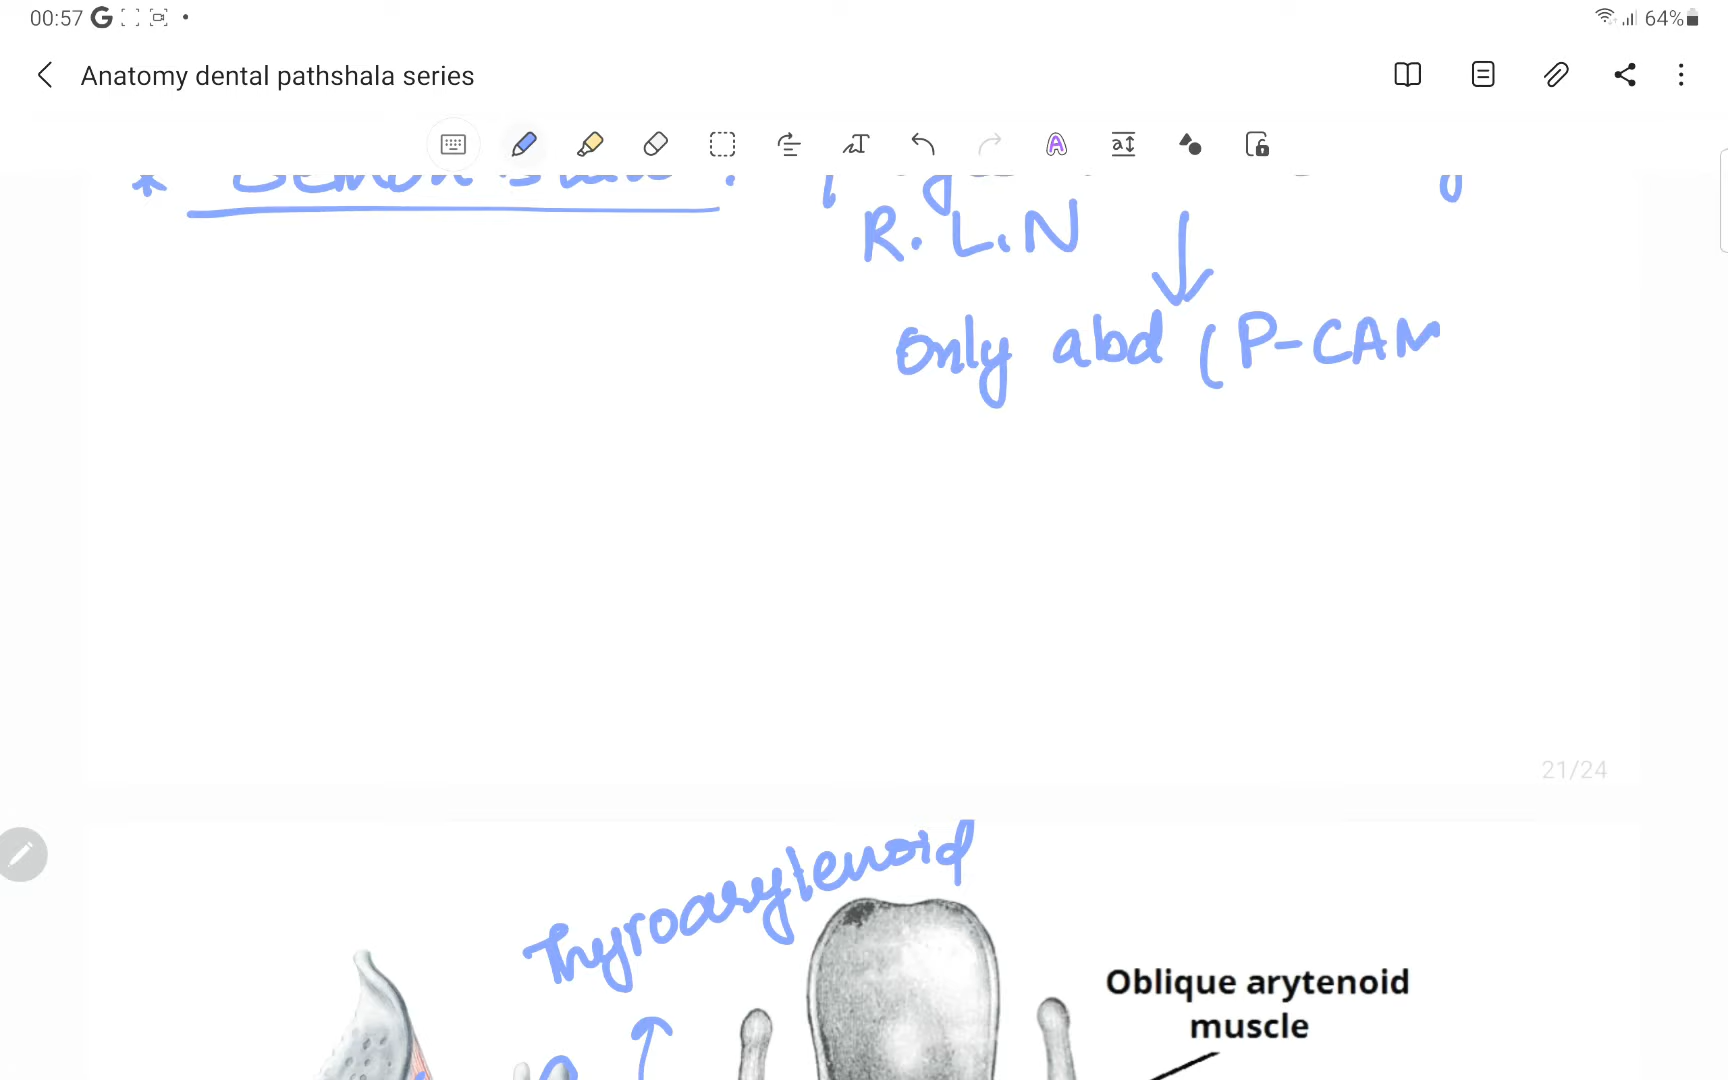 00:57 G 64%
Anatomy dental pathshala series
R.L.N
Only abd (P-CAM
21/24
Thyroarytenoid
Oblique arytenoid
muscle